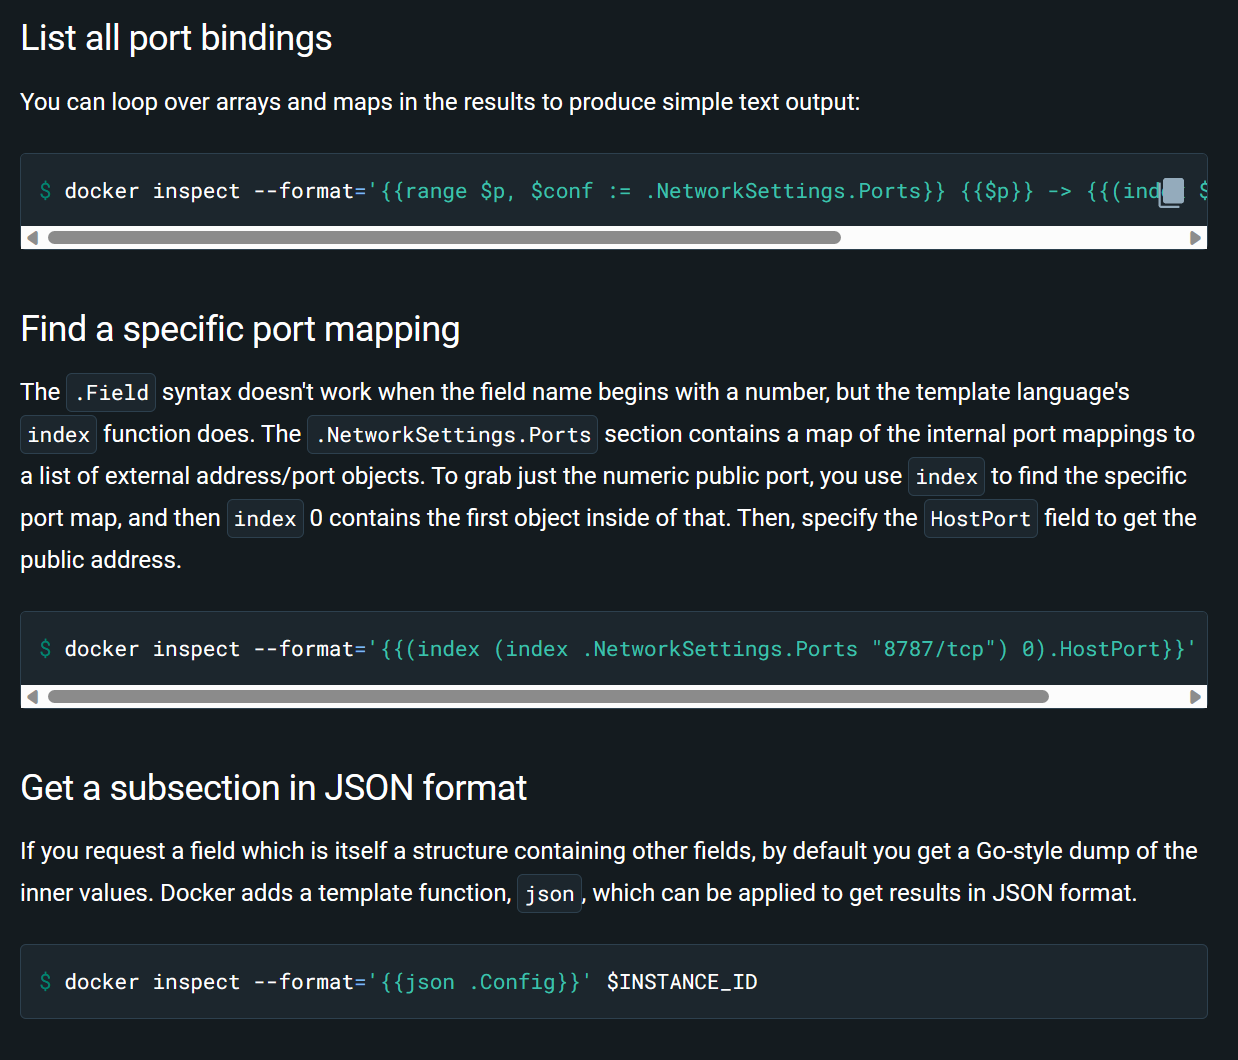 List all port bindings
You can loop over arrays and maps in the results to produce simple text output:
$ docker inspect --format='{{range $p, $conf := .NetworkSettings.Ports}} {{$p}} -> {{(ind $
Find a specific port mapping
The .Field syntax doesn't work when the field name begins with a number, but the template language's
index function does. The .NetworkSettings.Ports section contains a map of the internal port mappings to
a list of external address/port objects. To grab just the numeric public port, you use index to find the specific
port map, and then index 0 contains the first object inside of that. Then, specify the HostPort field to get the
public address.
$ docker inspect --format='{{(index (index .NetworkSettings.Ports "8787/tcp") 0).HostPort}}'
Get a subsection in JSON format
If you request a field which is itself a structure containing other fields, by default you get a Go-style dump of the
inner values. Docker adds a template function, json, which can be applied to get results in JSON format.
$ docker inspect --format='{{json .Config}}' $INSTANCE_ID